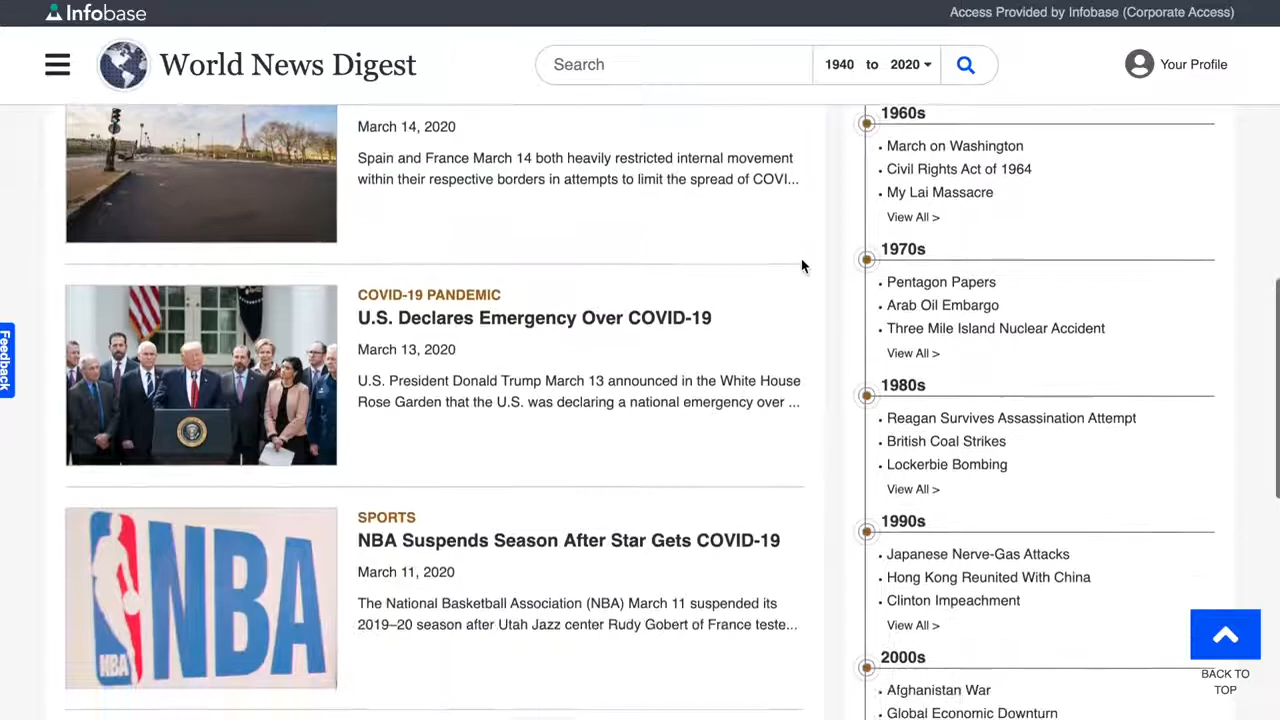 Infobase
Access Provided by Infobase (Corporate Access)
World News Digest
Search
1940 to 2020
Your Profile
Feedback
March 14, 2020
Spain and France March 14 both heavily restricted internal movement
within their respective borders in attempts to limit the spread of COVI...
COVID-19 PANDEMIC
U.S. Declares Emergency Over COVID-19
March 13, 2020
U.S. President Donald Trump March 13 announced in the White House
Rose Garden that the U.S. was declaring a national emergency over ...
NBA
NBA
SPORTS
NBA Suspends Season After Star Gets COVID-19
March 11, 2020
The National Basketball Association (NBA) March 11 suspended its
2019–20 season after Utah Jazz center Rudy Gobert of France teste...
1960s
March on Washington
Civil Rights Act of 1964
My Lai Massacre
View All >
1970s
Pentagon Papers
Arab Oil Embargo
Three Mile Island Nuclear Accident
View All >
1980s
Reagan Survives Assassination Attempt
British Coal Strikes
Lockerbie Bombing
View All >
1990s
Japanese Nerve-Gas Attacks
Hong Kong Reunited With China
Clinton Impeachment
View All >
2000s
Afghanistan War
Global Economic Downturn
BACK TO
TOP